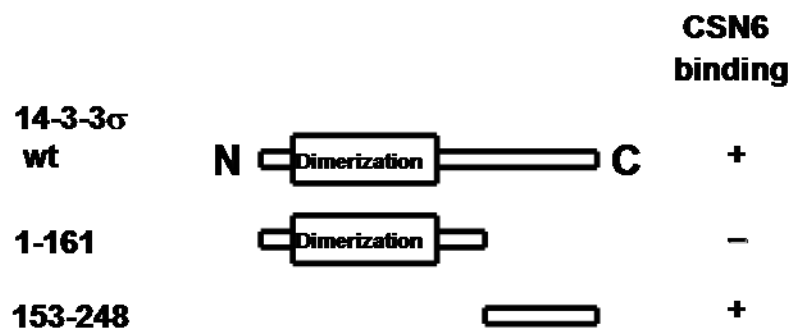 CSN6
binding
14-3-3σ
wt N Dimerization C +
1-161 Dimerization –
153-248 +